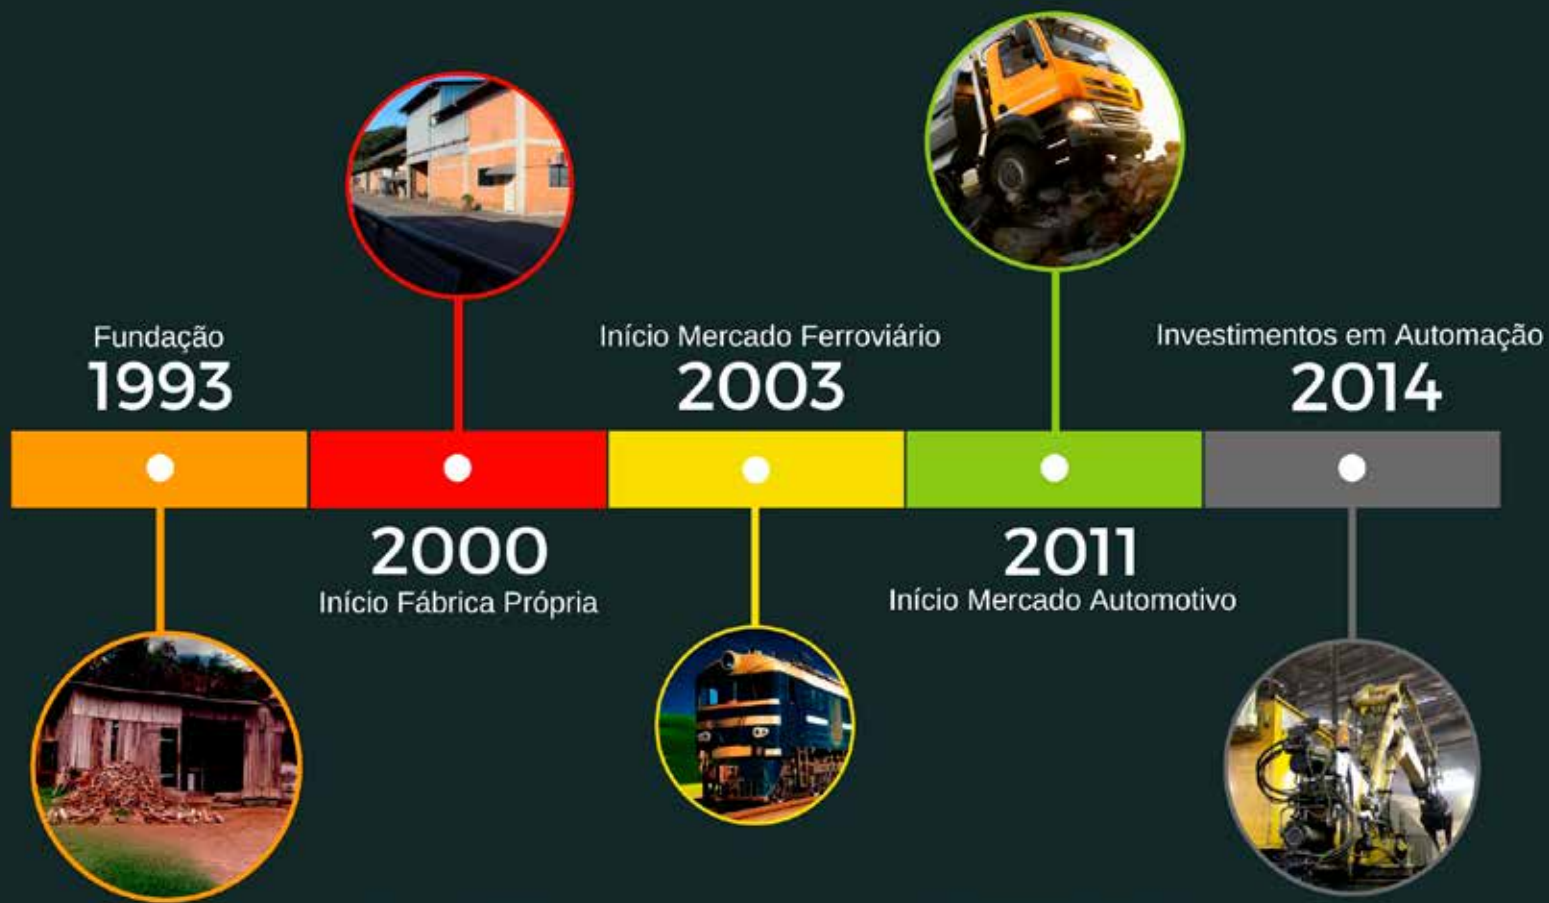 Fundação
1993
2000
Início Fábrica Própria
Início Mercado Ferroviário
2003
2011
Início Mercado Automotivo
Investimentos em Automação
2014